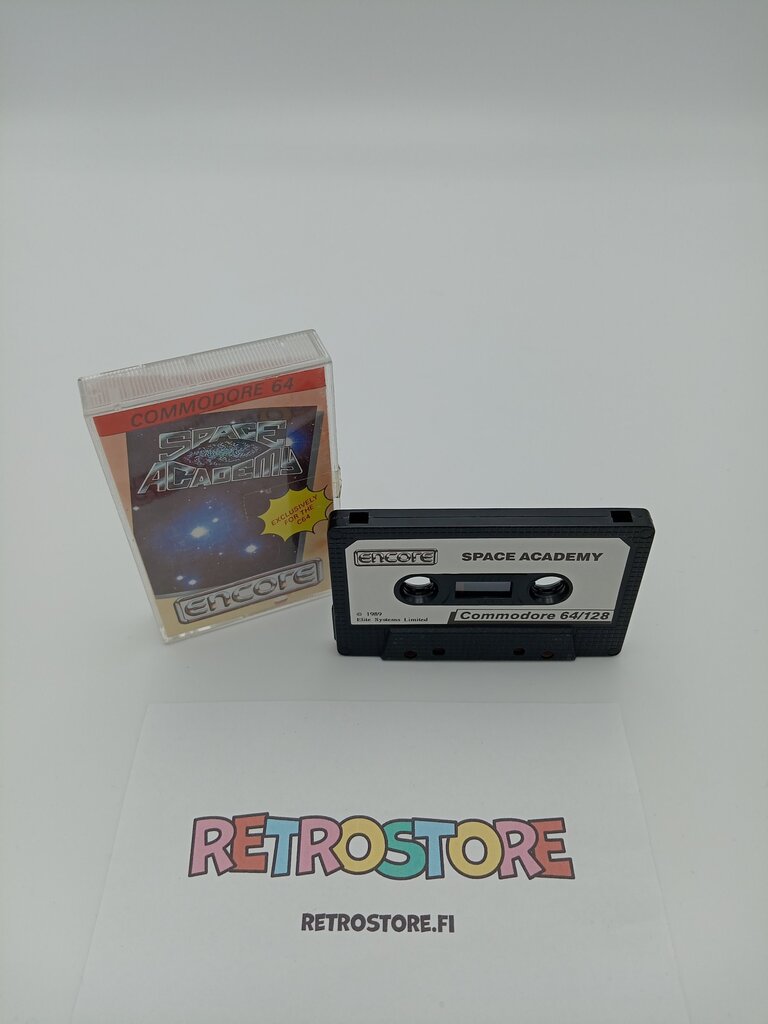 COMMODORE 64
SPACE
ACADEMY
EXCLUSIVELY
FOR THE
C64
ENCORE
ENCORE
SPACE ACADEMY
© 1989
Elite Systems Limited
Commodore 64/128
RETROSTORE
RETROSTORE.FI